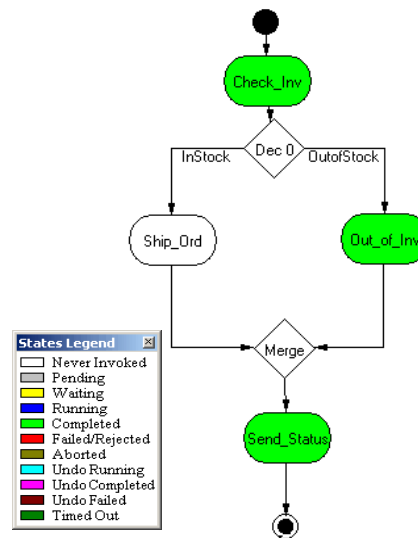 Check_Inv
InStock
Dec 0
OutofStock
Ship_Ord
Out_of_Inv
Merge
Send_Status
States Legend
Never Invoked
Pending
Waiting
Running
Completed
Failed/Rejected
Aborted
Undo Running
Undo Completed
Undo Failed
Timed Out